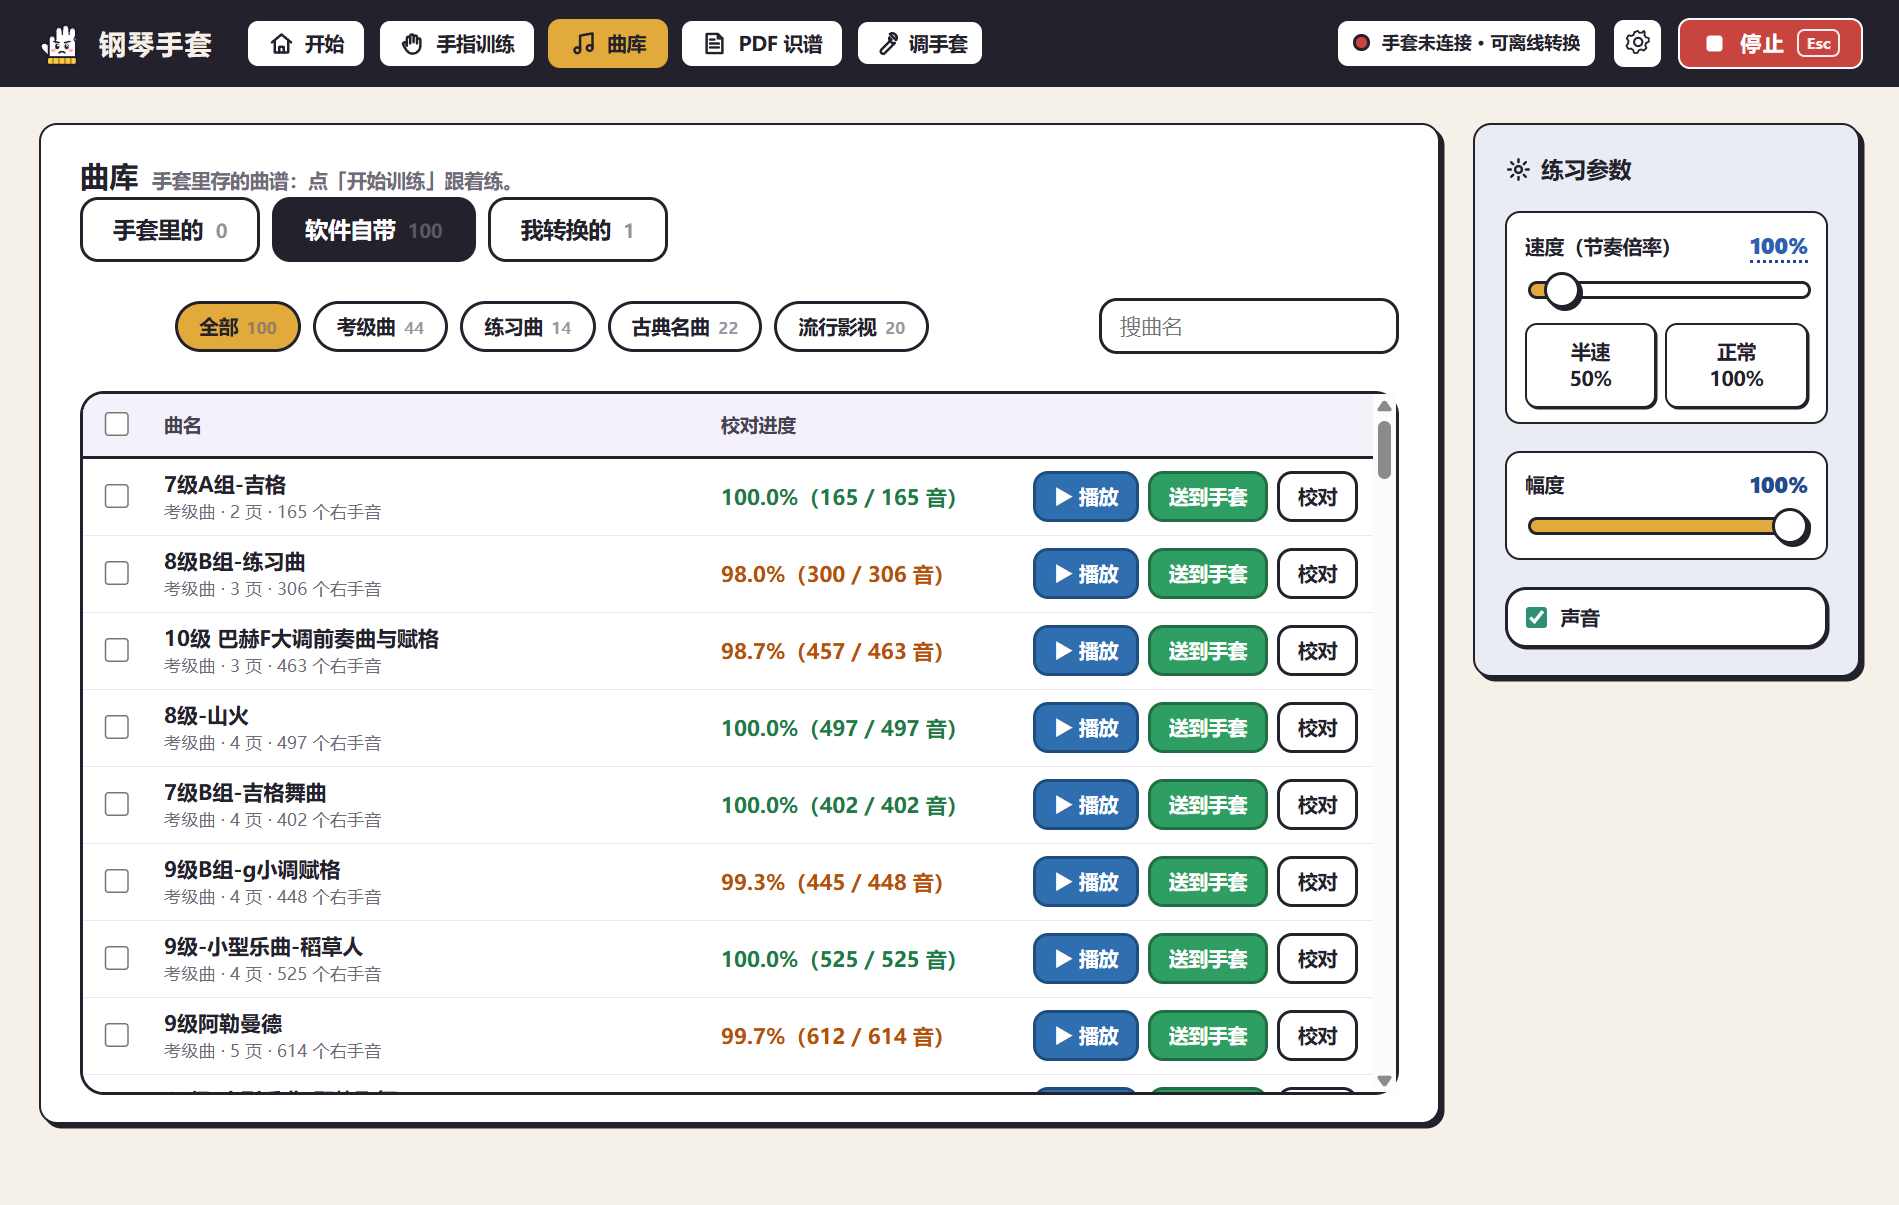 钢琴手套
开始
手指训练
曲库
PDF 识谱
调手套
手套未连接·可离线转换
停止 Esc
曲库 手套里存的曲谱：点「开始训练」跟着练。
手套里的 0
软件自带 100
我转换的 1
全部 100
考级曲 44
练习曲 14
古典名曲 22
流行影视 20
搜曲名
曲名 校对进度
7级A组-吉格
考级曲 · 2 页 · 165 个右手音
100.0%（165 / 165 音）
▶ 播放 送到手套 校对
8级B组-练习曲
考级曲 · 3 页 · 306 个右手音
98.0%（300 / 306 音）
▶ 播放 送到手套 校对
10级 巴赫F大调前奏曲与赋格
考级曲 · 3 页 · 463 个右手音
98.7%（457 / 463 音）
▶ 播放 送到手套 校对
8级-山火
考级曲 · 4 页 · 497 个右手音
100.0%（497 / 497 音）
▶ 播放 送到手套 校对
7级B组-吉格舞曲
考级曲 · 4 页 · 402 个右手音
100.0%（402 / 402 音）
▶ 播放 送到手套 校对
9级B组-g小调赋格
考级曲 · 4 页 · 448 个右手音
99.3%（445 / 448 音）
▶ 播放 送到手套 校对
9级-小型乐曲-稻草人
考级曲 · 4 页 · 525 个右手音
100.0%（525 / 525 音）
▶ 播放 送到手套 校对
9级阿勒曼德
考级曲 · 5 页 · 614 个右手音
99.7%（612 / 614 音）
▶ 播放 送到手套 校对
练习参数
速度（节奏倍率） 100%
半速
50%
正常
100%
幅度 100%
声音